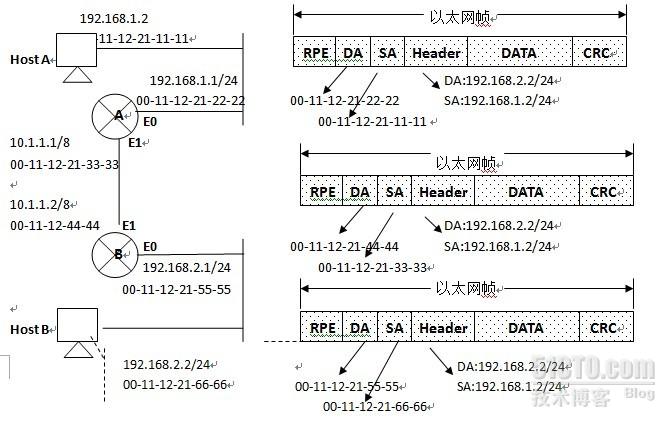 192.168.1.2
11-12-21-11-11
Host A
192.168.1.1/24
00-11-12-21-22-22
A
E0
E1
10.1.1.1/8
00-11-12-21-33-33
10.1.1.2/8
00-11-12-44-44
E1
B
E0
192.168.2.1/24
00-11-12-21-55-55
Host B
192.168.2.2/24
00-11-12-21-66-66
以太网帧
RPE DA SA Header DATA CRC
DA:192.168.2.2/24
00-11-12-21-22-22
SA:192.168.1.2/24
00-11-12-21-11-11
以太网帧
RPE DA SA Header DATA CRC
DA:192.168.2.2/24
00-11-12-21-44-44
SA:192.168.1.2/24
00-11-12-21-33-33
以太网帧
RPE DA SA Header DATA CRC
DA:192.168.2.2/24
00-11-12-21-55-55
SA:192.168.1.2/24
00-11-12-21-66-66
51CTO.com
技术博客 Blog